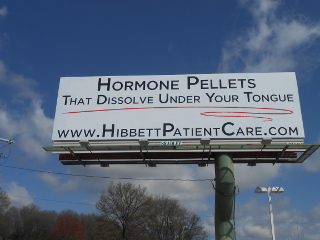 Hormone Pellets
That Dissolve Under Your Tongue
www.HibbettPatientCare.com